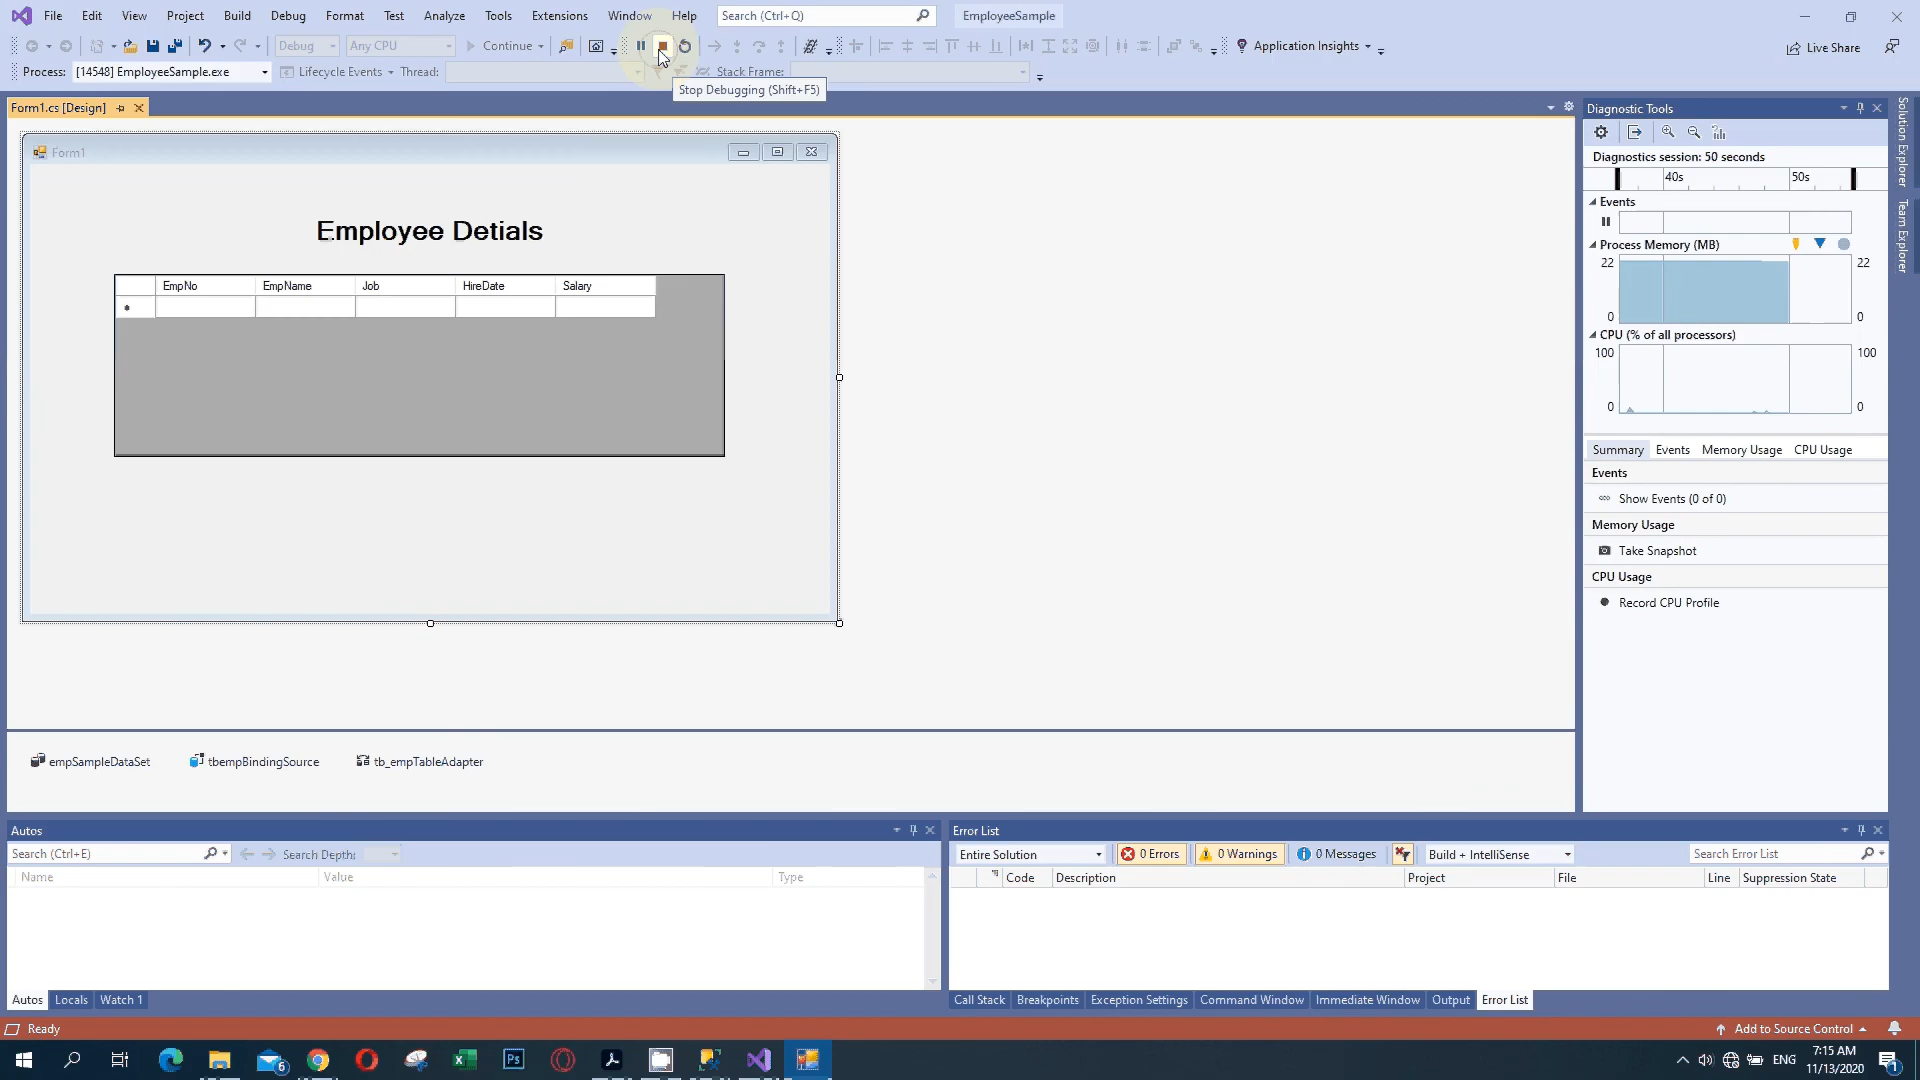 File Edit View Project Build Debug Format Test Analyze Tools Extensions Window Help Search (Ctrl+Q) EmployeeSample
Debug Any CPU Continue Application Insights Live Share
Process: [14548] EmployeeSample.exe Lifecycle Events Thread: Stack Frame:
Stop Debugging (Shift+F5)
Form1.cs [Design]
Form1
Employee Detials
EmpNo EmpName Job HireDate Salary
empSampleDataSet tbempBindingSource tb_empTableAdapter
Diagnostic Tools
Diagnostics session: 50 seconds
40s 50s
Events
Process Memory (MB)
22 22
0 0
CPU (% of all processors)
100 100
0 0
Summary Events Memory Usage CPU Usage
Events
Show Events (0 of 0)
Memory Usage
Take Snapshot
CPU Usage
Record CPU Profile
Solution Explorer
Team Explorer
Autos
Search (Ctrl+E) Search Depth:
Name Value Type
Autos Locals Watch 1
Error List
Entire Solution 0 Errors 0 Warnings 0 Messages Build + IntelliSense Search Error List
Code Description Project File Line Suppression State
Call Stack Breakpoints Exception Settings Command Window Immediate Window Output Error List
Ready Add to Source Control
6 X Ps ENG 7:15 AM 1
11/13/2020